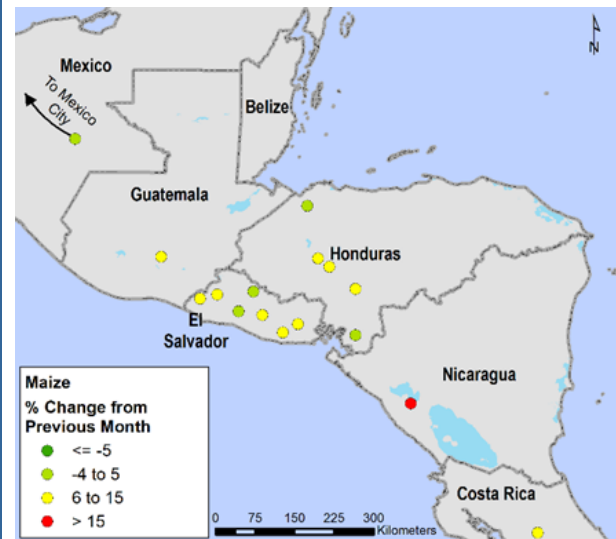 Mexico
To Mexico
City
Belize
Guatemala
Honduras
El
Salvador
Nicaragua
Costa Rica
Maize
% Change from
Previous Month
<= -5
-4 to 5
6 to 15
> 15
0 75 150 225 300
Kilometers
N